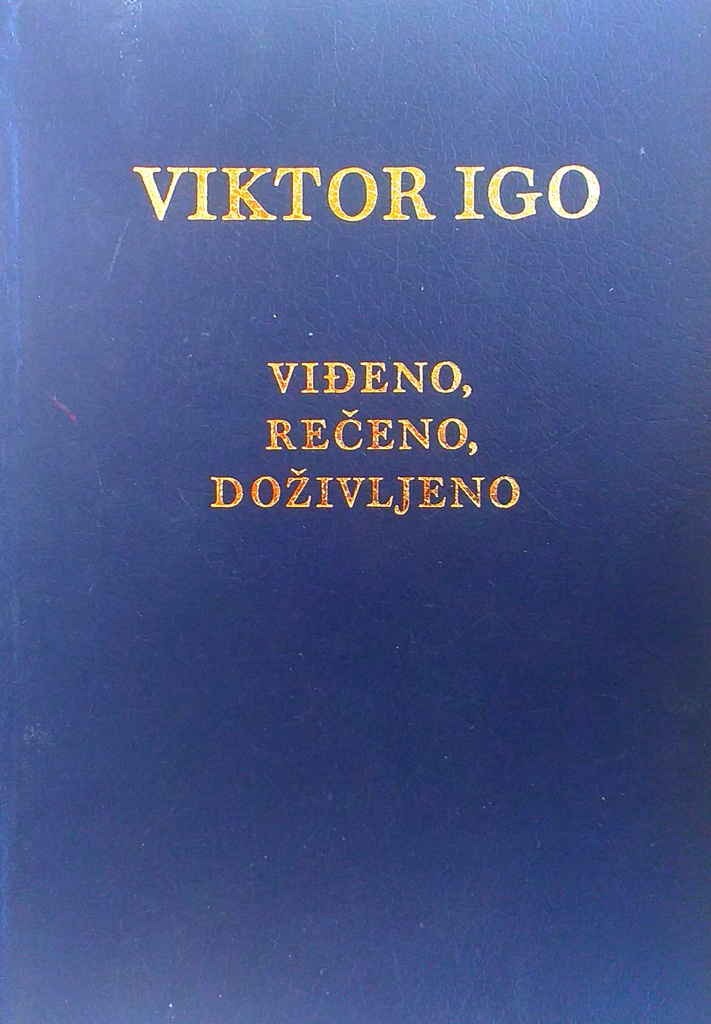 VIKTOR IGO
VIĐENO,
REČENO,
DOŽIVLJENO